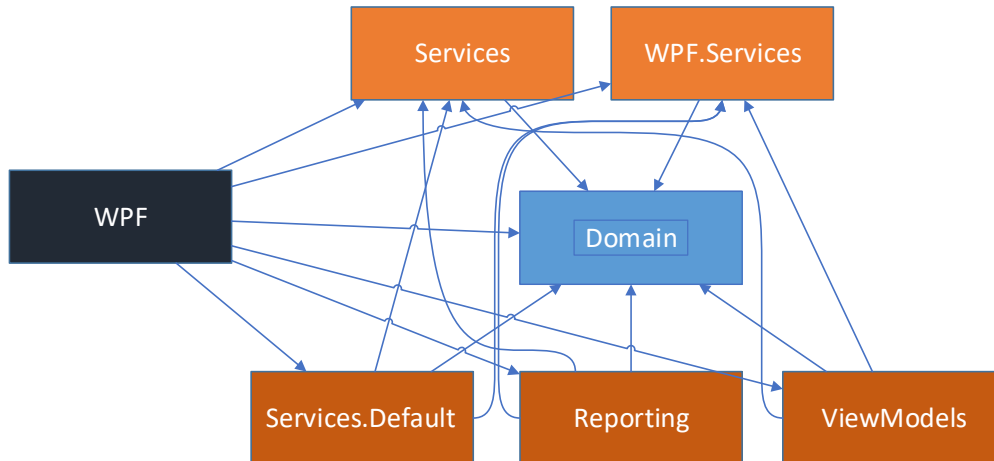 Services
WPF.Services
WPF
Domain
Services.Default
Reporting
ViewModels